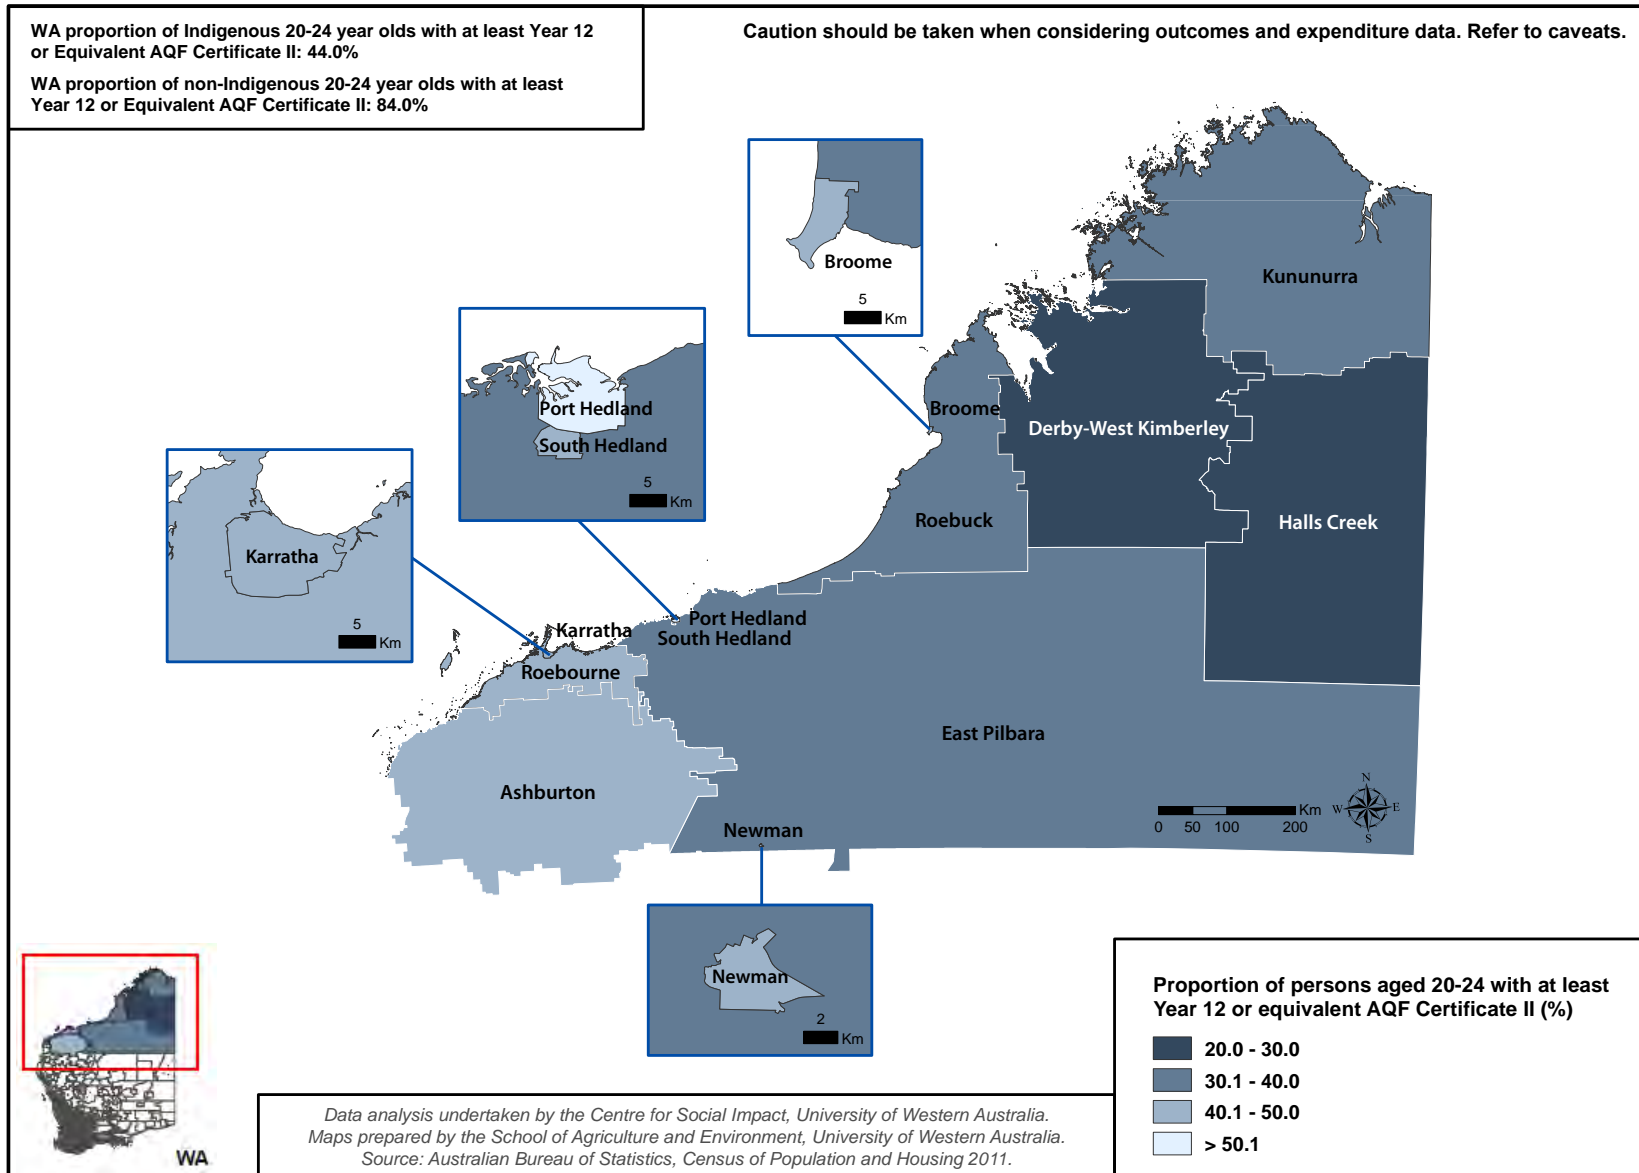 WA proportion of Indigenous 20-24 year olds with at least Year 12
or Equivalent AQF Certificate II: 44.0%
WA proportion of non-Indigenous 20-24 year olds with at least
Year 12 or Equivalent AQF Certificate II: 84.0%
Caution should be taken when considering outcomes and expenditure data. Refer to caveats.
Broome
5
Km
Kununurra
Port Hedland
South Hedland
5
Km
Broome
Derby-West Kimberley
Roebuck
Halls Creek
Karratha
5
Km
Port Hedland
South Hedland
Karratha
Roebourne
East Pilbara
Ashburton
Newman
Km
0 50 100 200
N
W E
S
Newman
2
Km
WA
Data analysis undertaken by the Centre for Social Impact, University of Western Australia.
Maps prepared by the School of Agriculture and Environment, University of Western Australia.
Source: Australian Bureau of Statistics, Census of Population and Housing 2011.
Proportion of persons aged 20-24 with at least
Year 12 or equivalent AQF Certificate II (%)
20.0 - 30.0
30.1 - 40.0
40.1 - 50.0
> 50.1